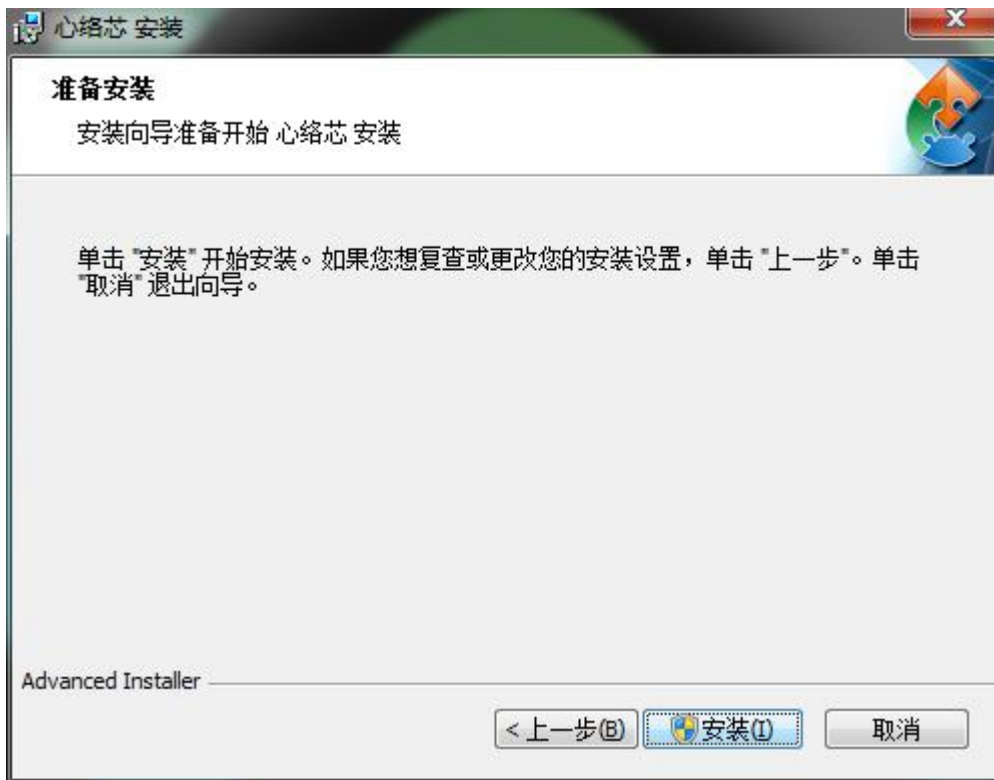 心络芯 安装
准备安装
安装向导准备开始 心络芯 安装
单击 "安装" 开始安装。如果您想复查或更改您的安装设置，单击 "上一步"。单击
"取消" 退出向导。
Advanced Installer
< 上一步(B)
安装(I)
取消